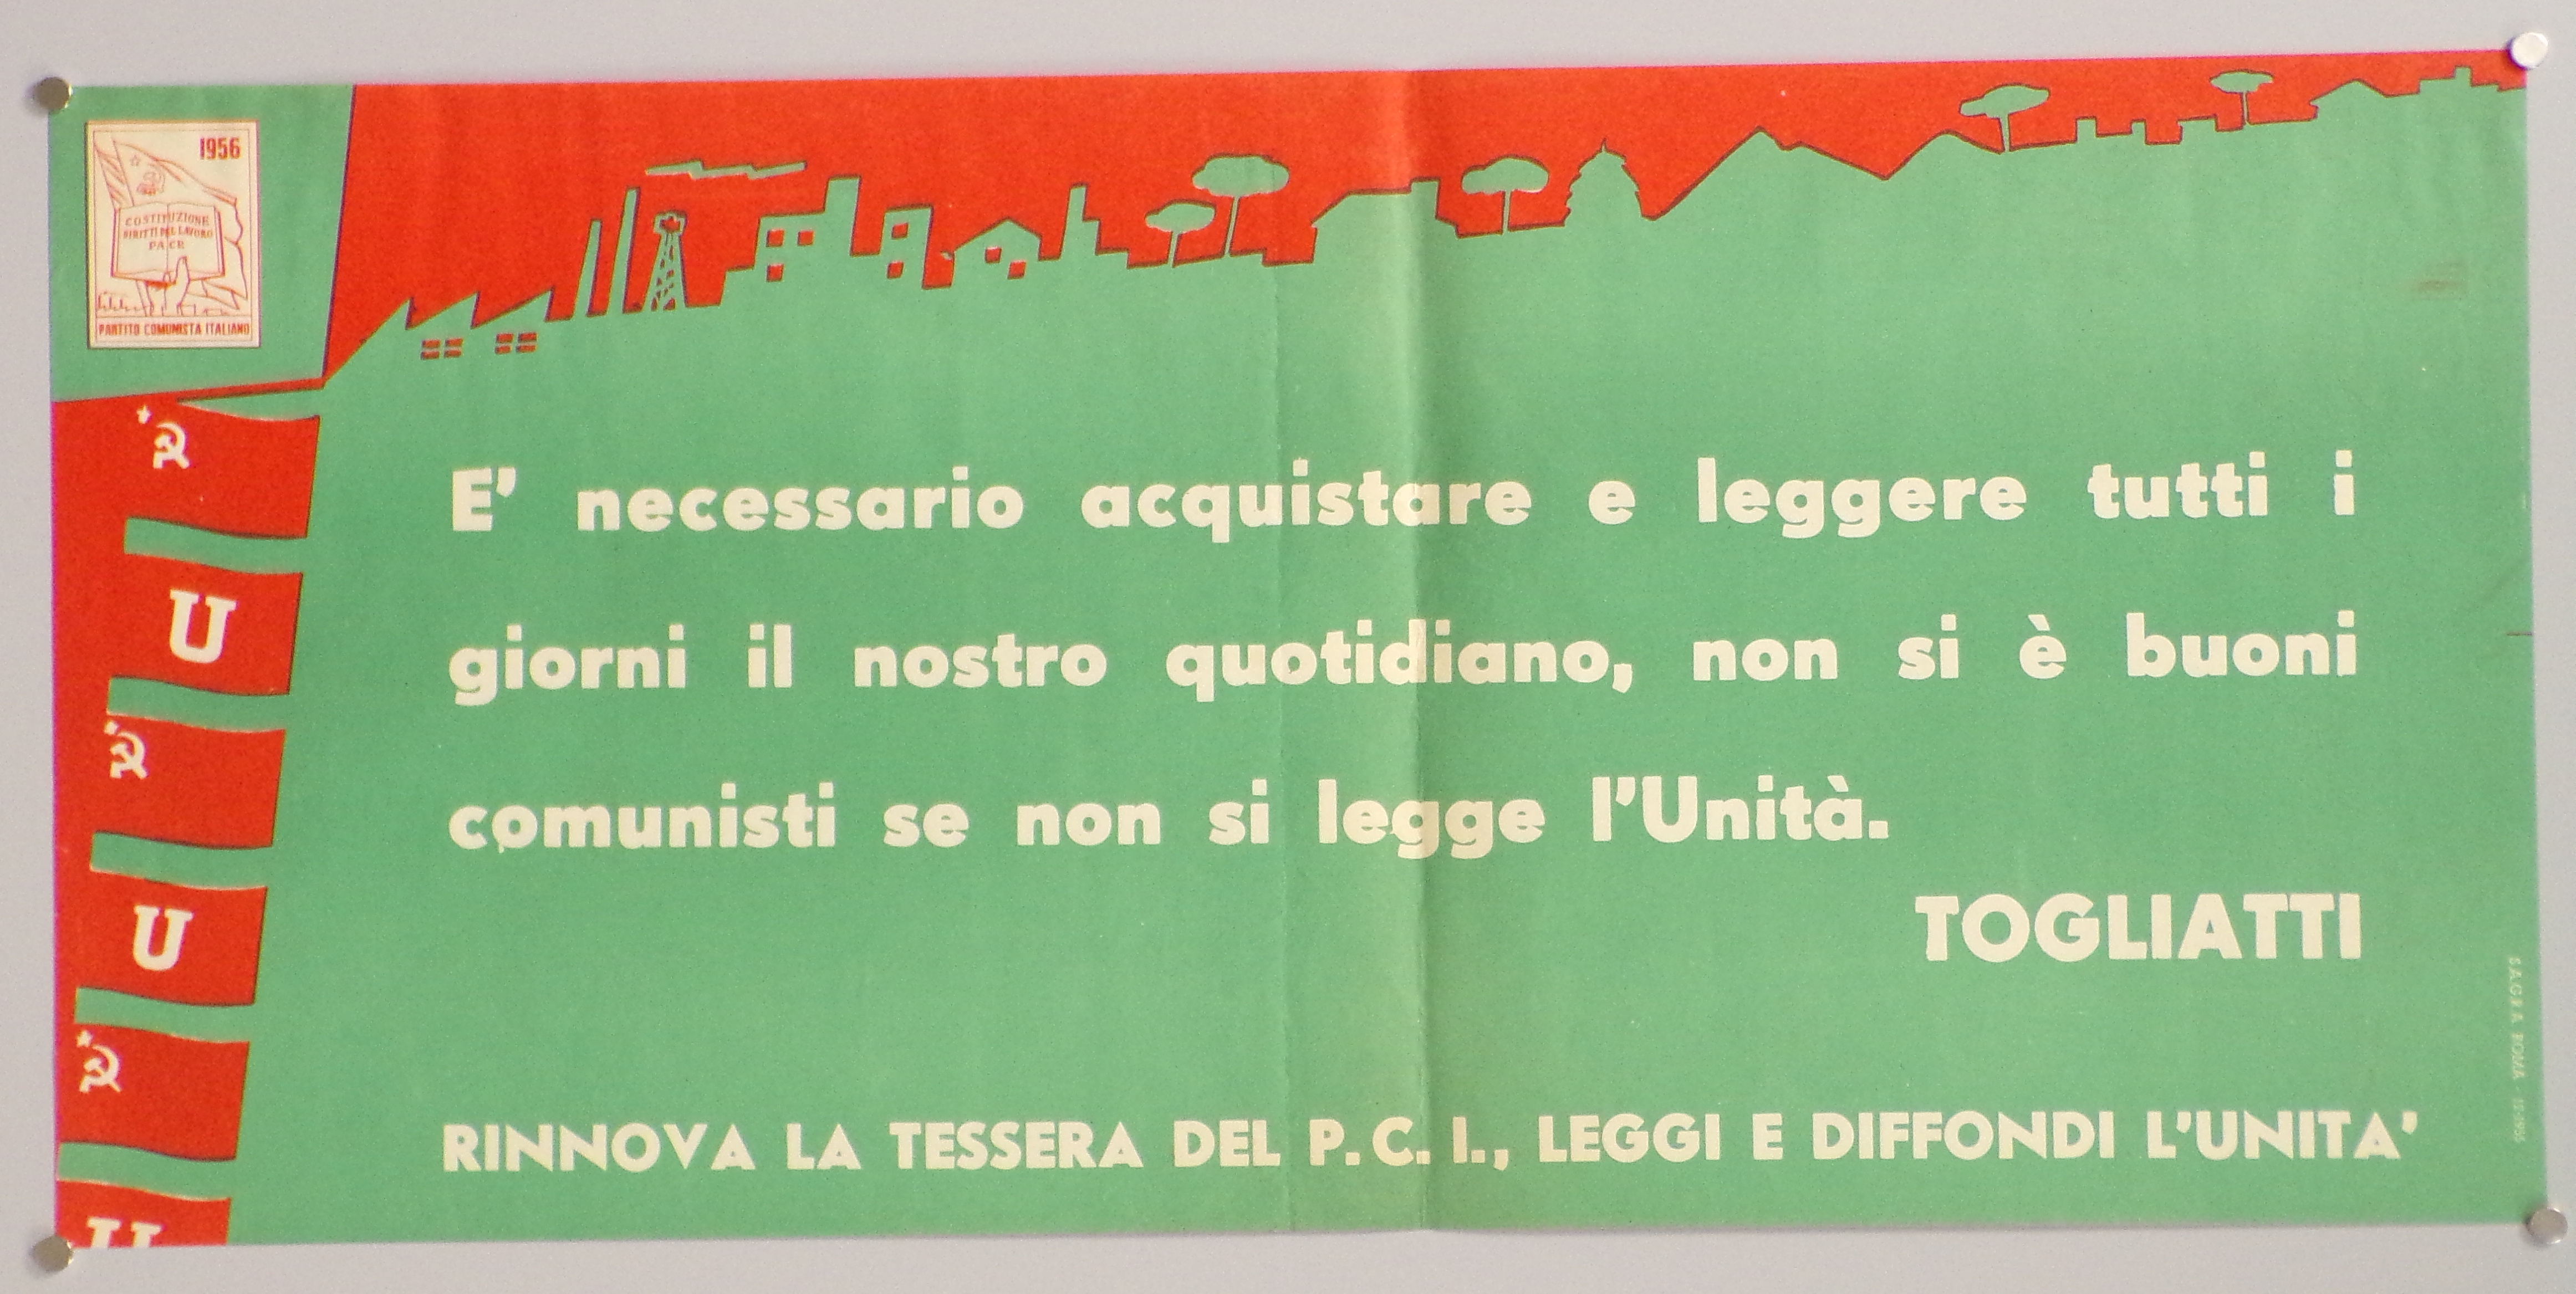 1956
COSTITUZIONE
DIRITTI DEL LAVORO
PACE
PARTITO COMUNISTA ITALIANO
U
U
U
E' necessario acquistare e leggere tutti i
giorni il nostro quotidiano, non si è buoni
comunisti se non si legge l'Unità.
TOGLIATTI
RINNOVA LA TESSERA DEL P.C.I., LEGGI E DIFFONDI L'UNITA'
ROMA